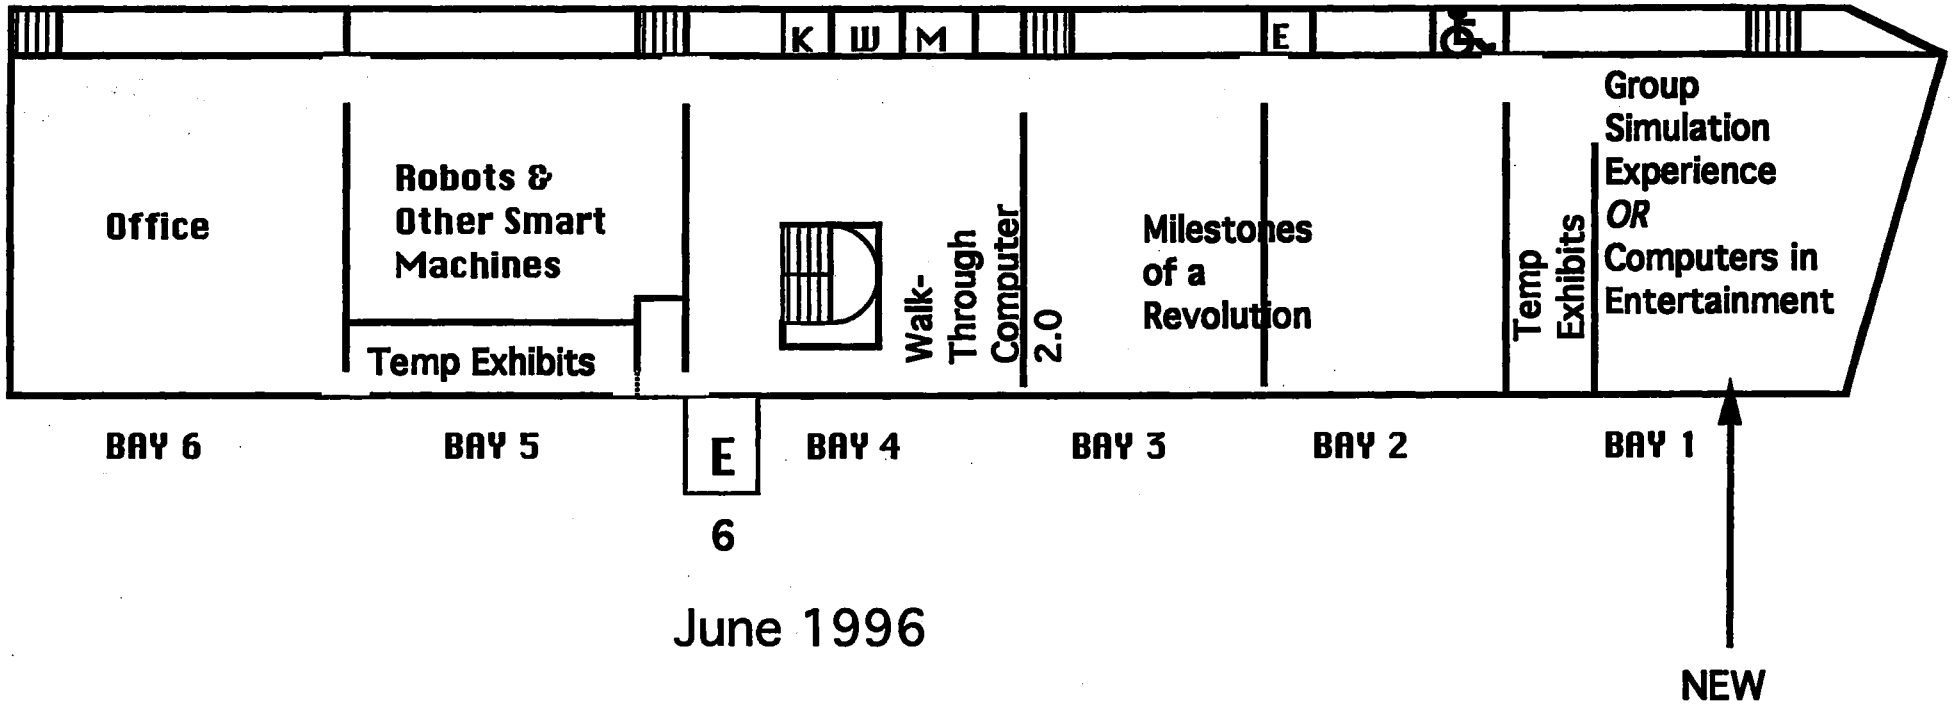 K W M E
Office
Robots &
Other Smart
Machines
Temp Exhibits
Walk-
Through
Computer
2.0
Milestones
of a
Revolution
Temp
Exhibits
Group
Simulation
Experience
OR
Computers in
Entertainment
BAY 6
BAY 5
E
BAY 4
BAY 3
BAY 2
BAY 1
6
June 1996
NEW